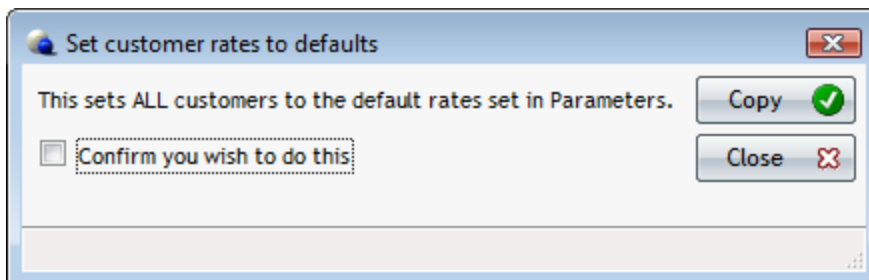 Set customer rates to defaults
This sets ALL customers to the default rates set in Parameters.
Copy
Confirm you wish to do this
Close